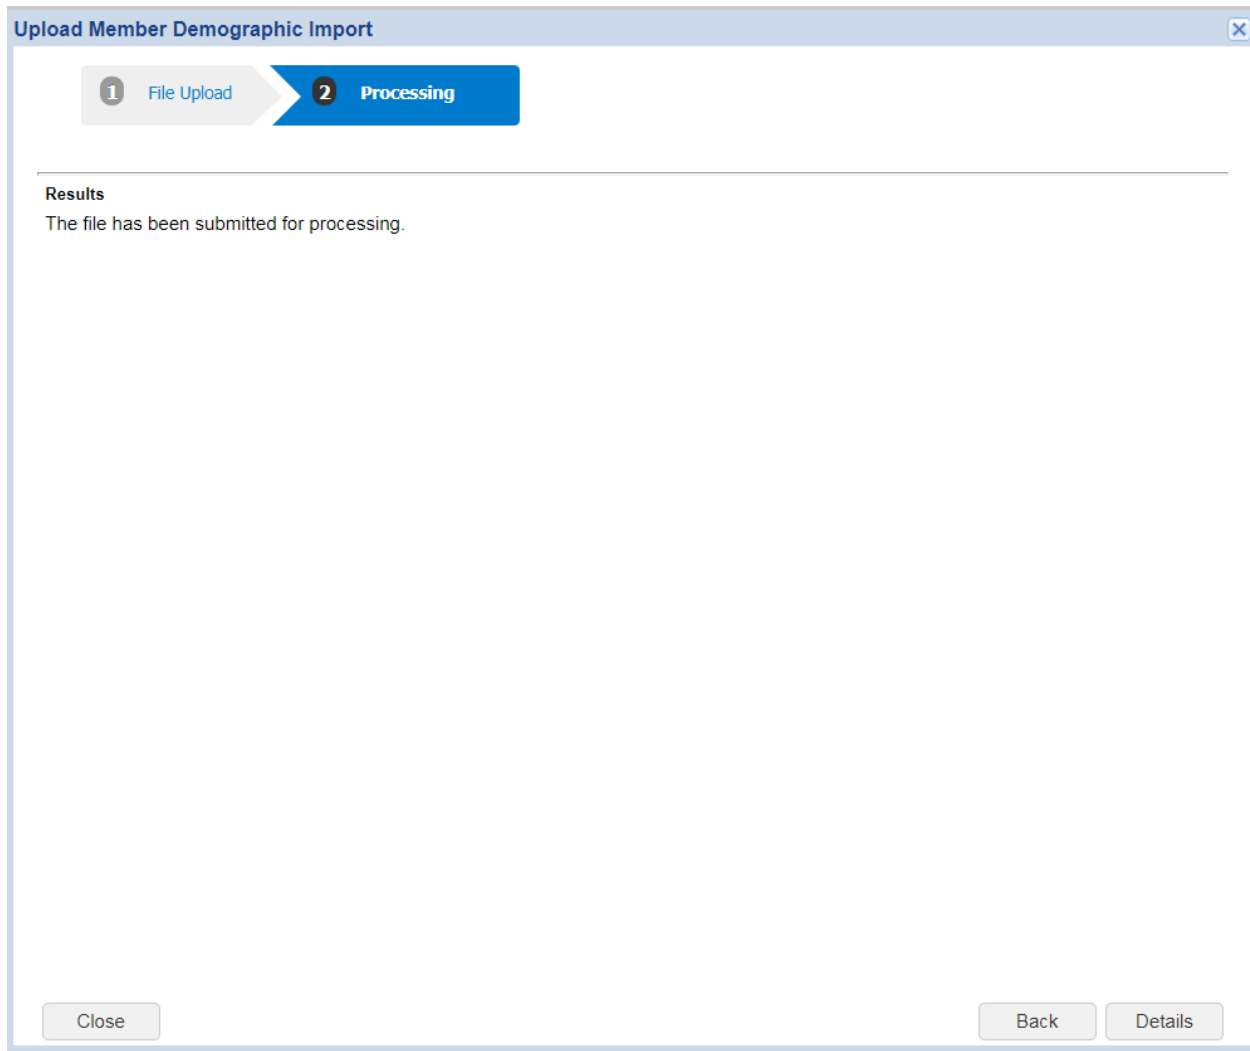 Upload Member Demographic Import
1 File Upload 2 Processing
Results
The file has been submitted for processing.
Close Back Details